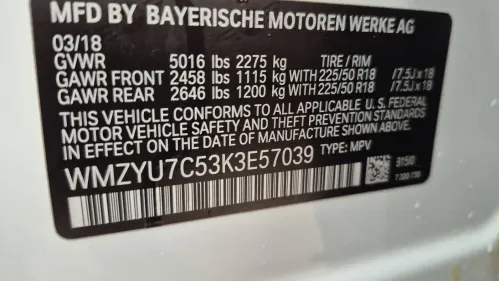 MFD BY BAYERISCHE MOTOREN WERKE AG
03/18
GVWR 5016 lbs 2275 kg TIRE / RIM
GAWR FRONT 2458 lbs 1115 kg WITH 225/50 R18 /7.5J x 18
GAWR REAR 2646 lbs 1200 kg WITH 225/50 R18 /7.5J x 18
THIS VEHICLE CONFORMS TO ALL APPLICABLE U. S. FEDERAL
MOTOR VEHICLE SAFETY, BUMPER, AND THEFT PREVENTION STANDARDS
IN EFFECT ON THE DATE OF MANUFACTURE SHOWN ABOVE.
WMZYU7C53K3E57039 TYPE: MPV